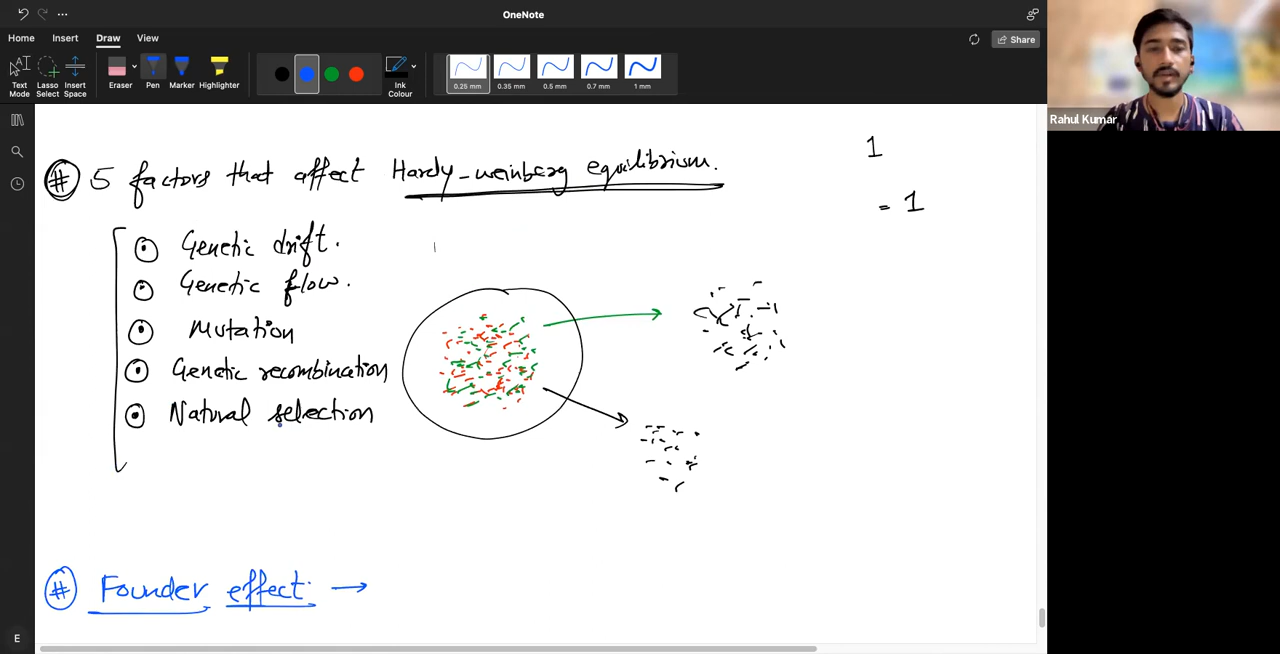 OneNote
Home Insert Draw View
Share
Text Mode
Lasso Select
Insert Space
Eraser
Pen
Marker
Highlighter
Ink Colour
0.25 mm
0.35 mm
0.5 mm
0.7 mm
1 mm
Rahul Kumar
1
# 5 factors that affect Hardy-weinberg equilibrium.
= 1
Genetic drift.
Genetic flow.
Mutation
Genetic recombination
Natural selection
# Founder effect →
E